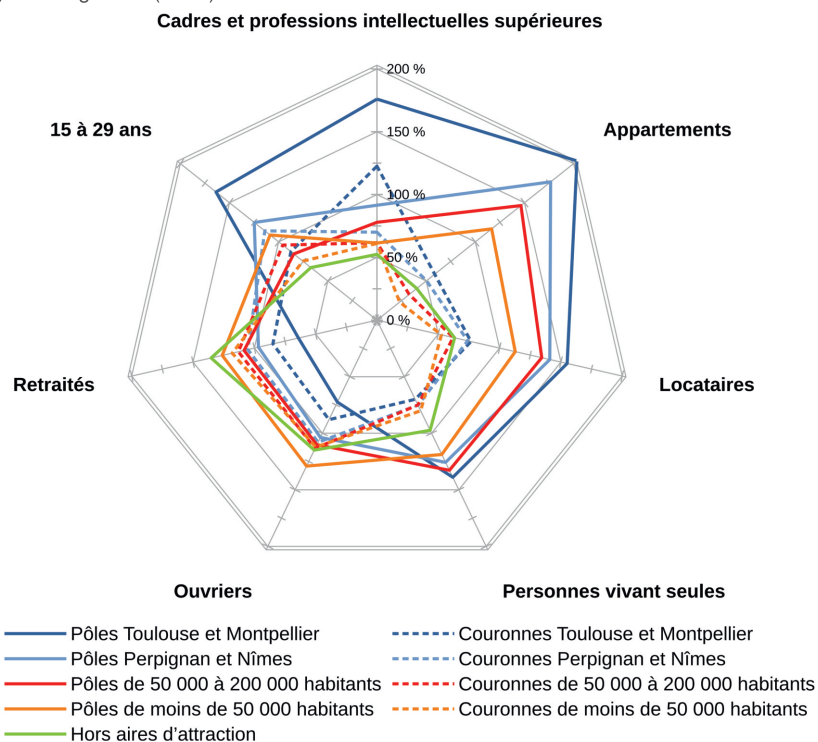 Cadres et professions intellectuelles supérieures
200 %
15 à 29 ans
Appartements
150 %
100 %
50 %
0 %
Retraités
Locataires
Ouvriers
Personnes vivant seules
Pôles Toulouse et Montpellier
Couronnes Toulouse et Montpellier
Pôles Perpignan et Nîmes
Couronnes Perpignan et Nîmes
Pôles de 50 000 à 200 000 habitants
Couronnes de 50 000 à 200 000 habitants
Pôles de moins de 50 000 habitants
Couronnes de moins de 50 000 habitants
Hors aires d’attraction